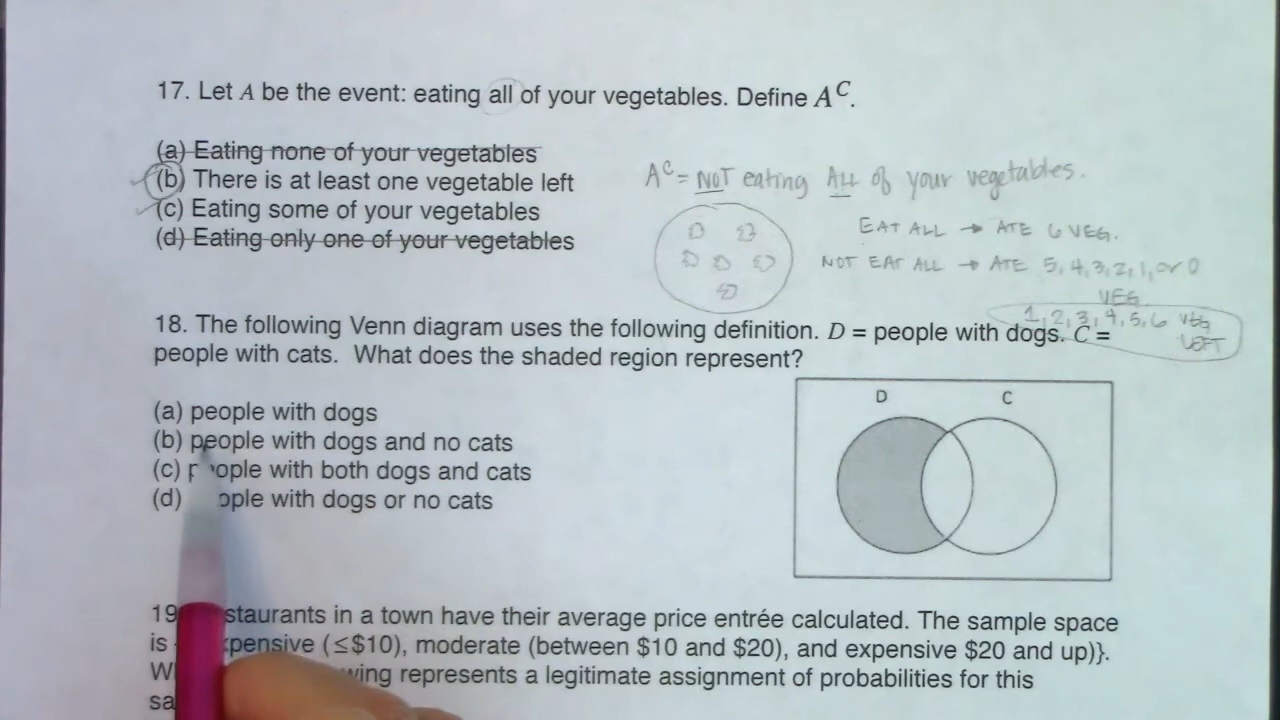 17. Let A be the event: eating all of your vegetables. Define Aᶜ.
(a) Eating none of your vegetables
(b) There is at least one vegetable left
(c) Eating some of your vegetables
(d) Eating only one of your vegetables
Aᶜ = NOT eating ALL of your vegetables.
EAT ALL → ATE 6 VEG.
NOT EAT ALL → ATE 5, 4, 3, 2, 1, or 0
VEG
1, 2, 3, 4, 5, 6 VEG
LEFT
18. The following Venn diagram uses the following definition. D = people with dogs. C =
people with cats. What does the shaded region represent?
(a) people with dogs
(b) people with dogs and no cats
(c) people with both dogs and cats
(d) people with dogs or no cats
D C
19 staurants in a town have their average price entrée calculated. The sample space
is pensive (≤$10), moderate (between $10 and $20), and expensive $20 and up)}.
wing represents a legitimate assignment of probabilities for this
sa